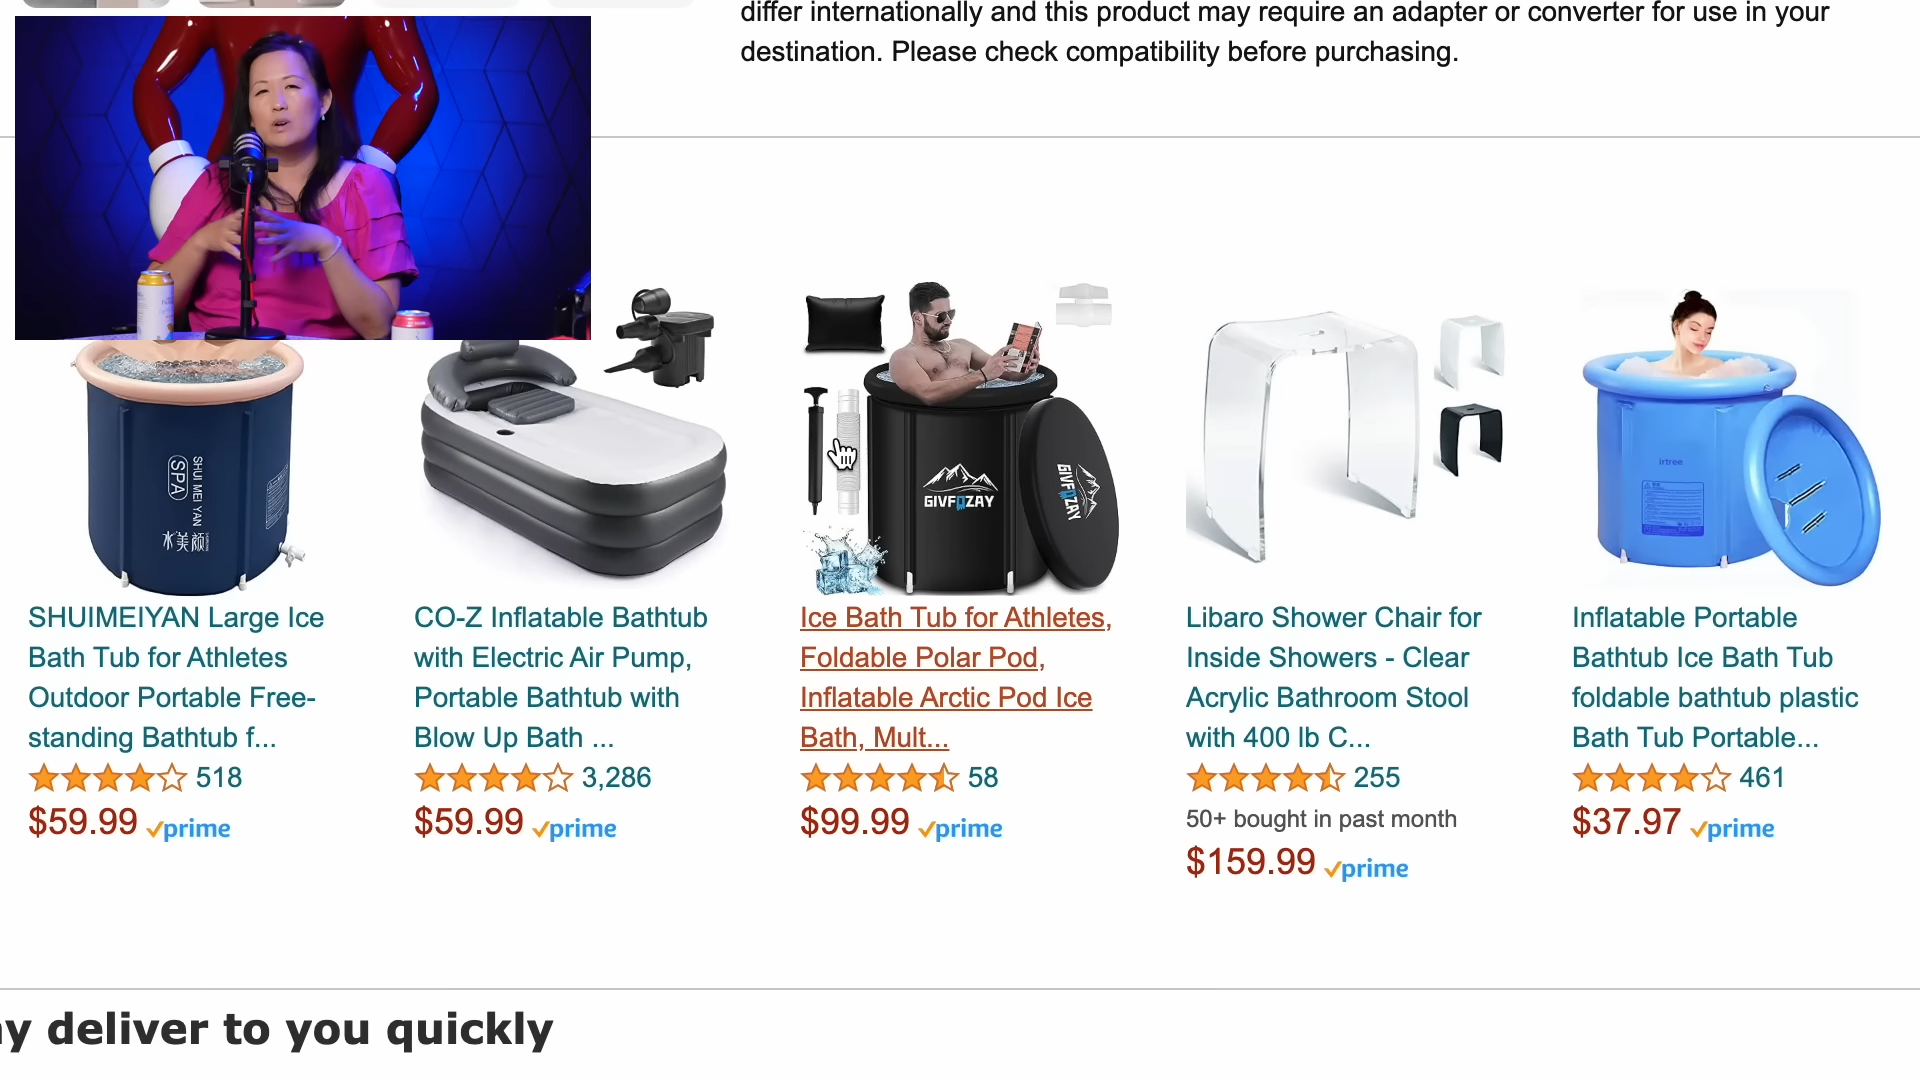 differ internationally and this product may require an adapter or converter for use in your
destination. Please check compatibility before purchasing.
SHUI MEI YAN
SPA
水美颜
GIVFOZAY
GIVFOZAY
irtree
SHUIMEIYAN Large Ice
Bath Tub for Athletes
Outdoor Portable Free-
standing Bathtub f...
518
$59.99 prime
CO-Z Inflatable Bathtub
with Electric Air Pump,
Portable Bathtub with
Blow Up Bath ...
3,286
$59.99 prime
Ice Bath Tub for Athletes,
Foldable Polar Pod,
Inflatable Arctic Pod Ice
Bath, Mult...
58
$99.99 prime
Libaro Shower Chair for
Inside Showers - Clear
Acrylic Bathroom Stool
with 400 lb C...
255
50+ bought in past month
$159.99 prime
Inflatable Portable
Bathtub Ice Bath Tub
foldable bathtub plastic
Bath Tub Portable...
461
$37.97 prime
y deliver to you quickly